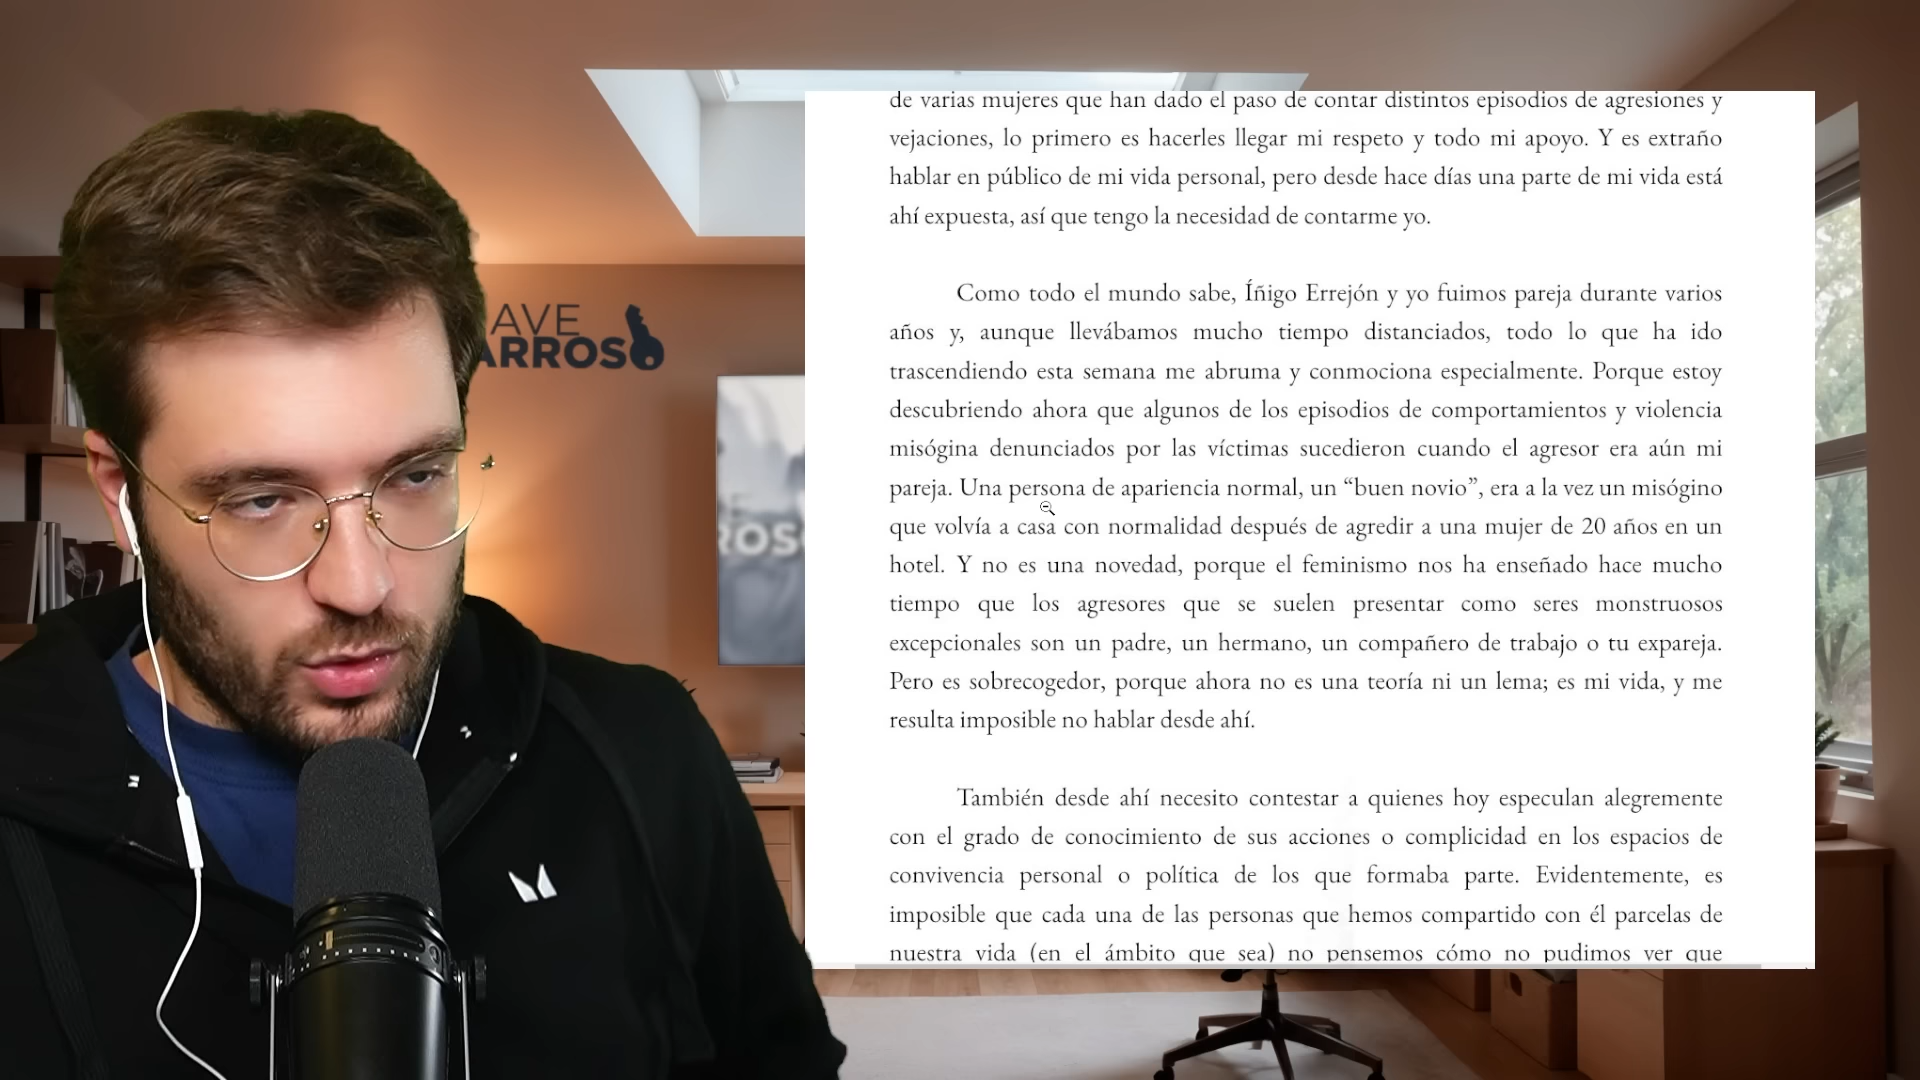 AVE
ARROS
ROS
de varias mujeres que han dado el paso de contar distintos episodios de agresiones y
vejaciones, lo primero es hacerles llegar mi respeto y todo mi apoyo. Y es extraño
hablar en público de mi vida personal, pero desde hace días una parte de mi vida está
ahí expuesta, así que tengo la necesidad de contarme yo.
Como todo el mundo sabe, Íñigo Errejón y yo fuimos pareja durante varios
años y, aunque llevábamos mucho tiempo distanciados, todo lo que ha ido
trascendiendo esta semana me abruma y conmociona especialmente. Porque estoy
descubriendo ahora que algunos de los episodios de comportamientos y violencia
misógina denunciados por las víctimas sucedieron cuando el agresor era aún mi
pareja. Una persona de apariencia normal, un “buen novio”, era a la vez un misógino
que volvía a casa con normalidad después de agredir a una mujer de 20 años en un
hotel. Y no es una novedad, porque el feminismo nos ha enseñado hace mucho
tiempo que los agresores que se suelen presentar como seres monstruosos
excepcionales son un padre, un hermano, un compañero de trabajo o tu expareja.
Pero es sobrecogedor, porque ahora no es una teoría ni un lema; es mi vida, y me
resulta imposible no hablar desde ahí.
También desde ahí necesito contestar a quienes hoy especulan alegremente
con el grado de conocimiento de sus acciones o complicidad en los espacios de
convivencia personal o política de los que formaba parte. Evidentemente, es
imposible que cada una de las personas que hemos compartido con él parcelas de
nuestra vida (en el ámbito que sea) no pensemos cómo no pudimos ver que